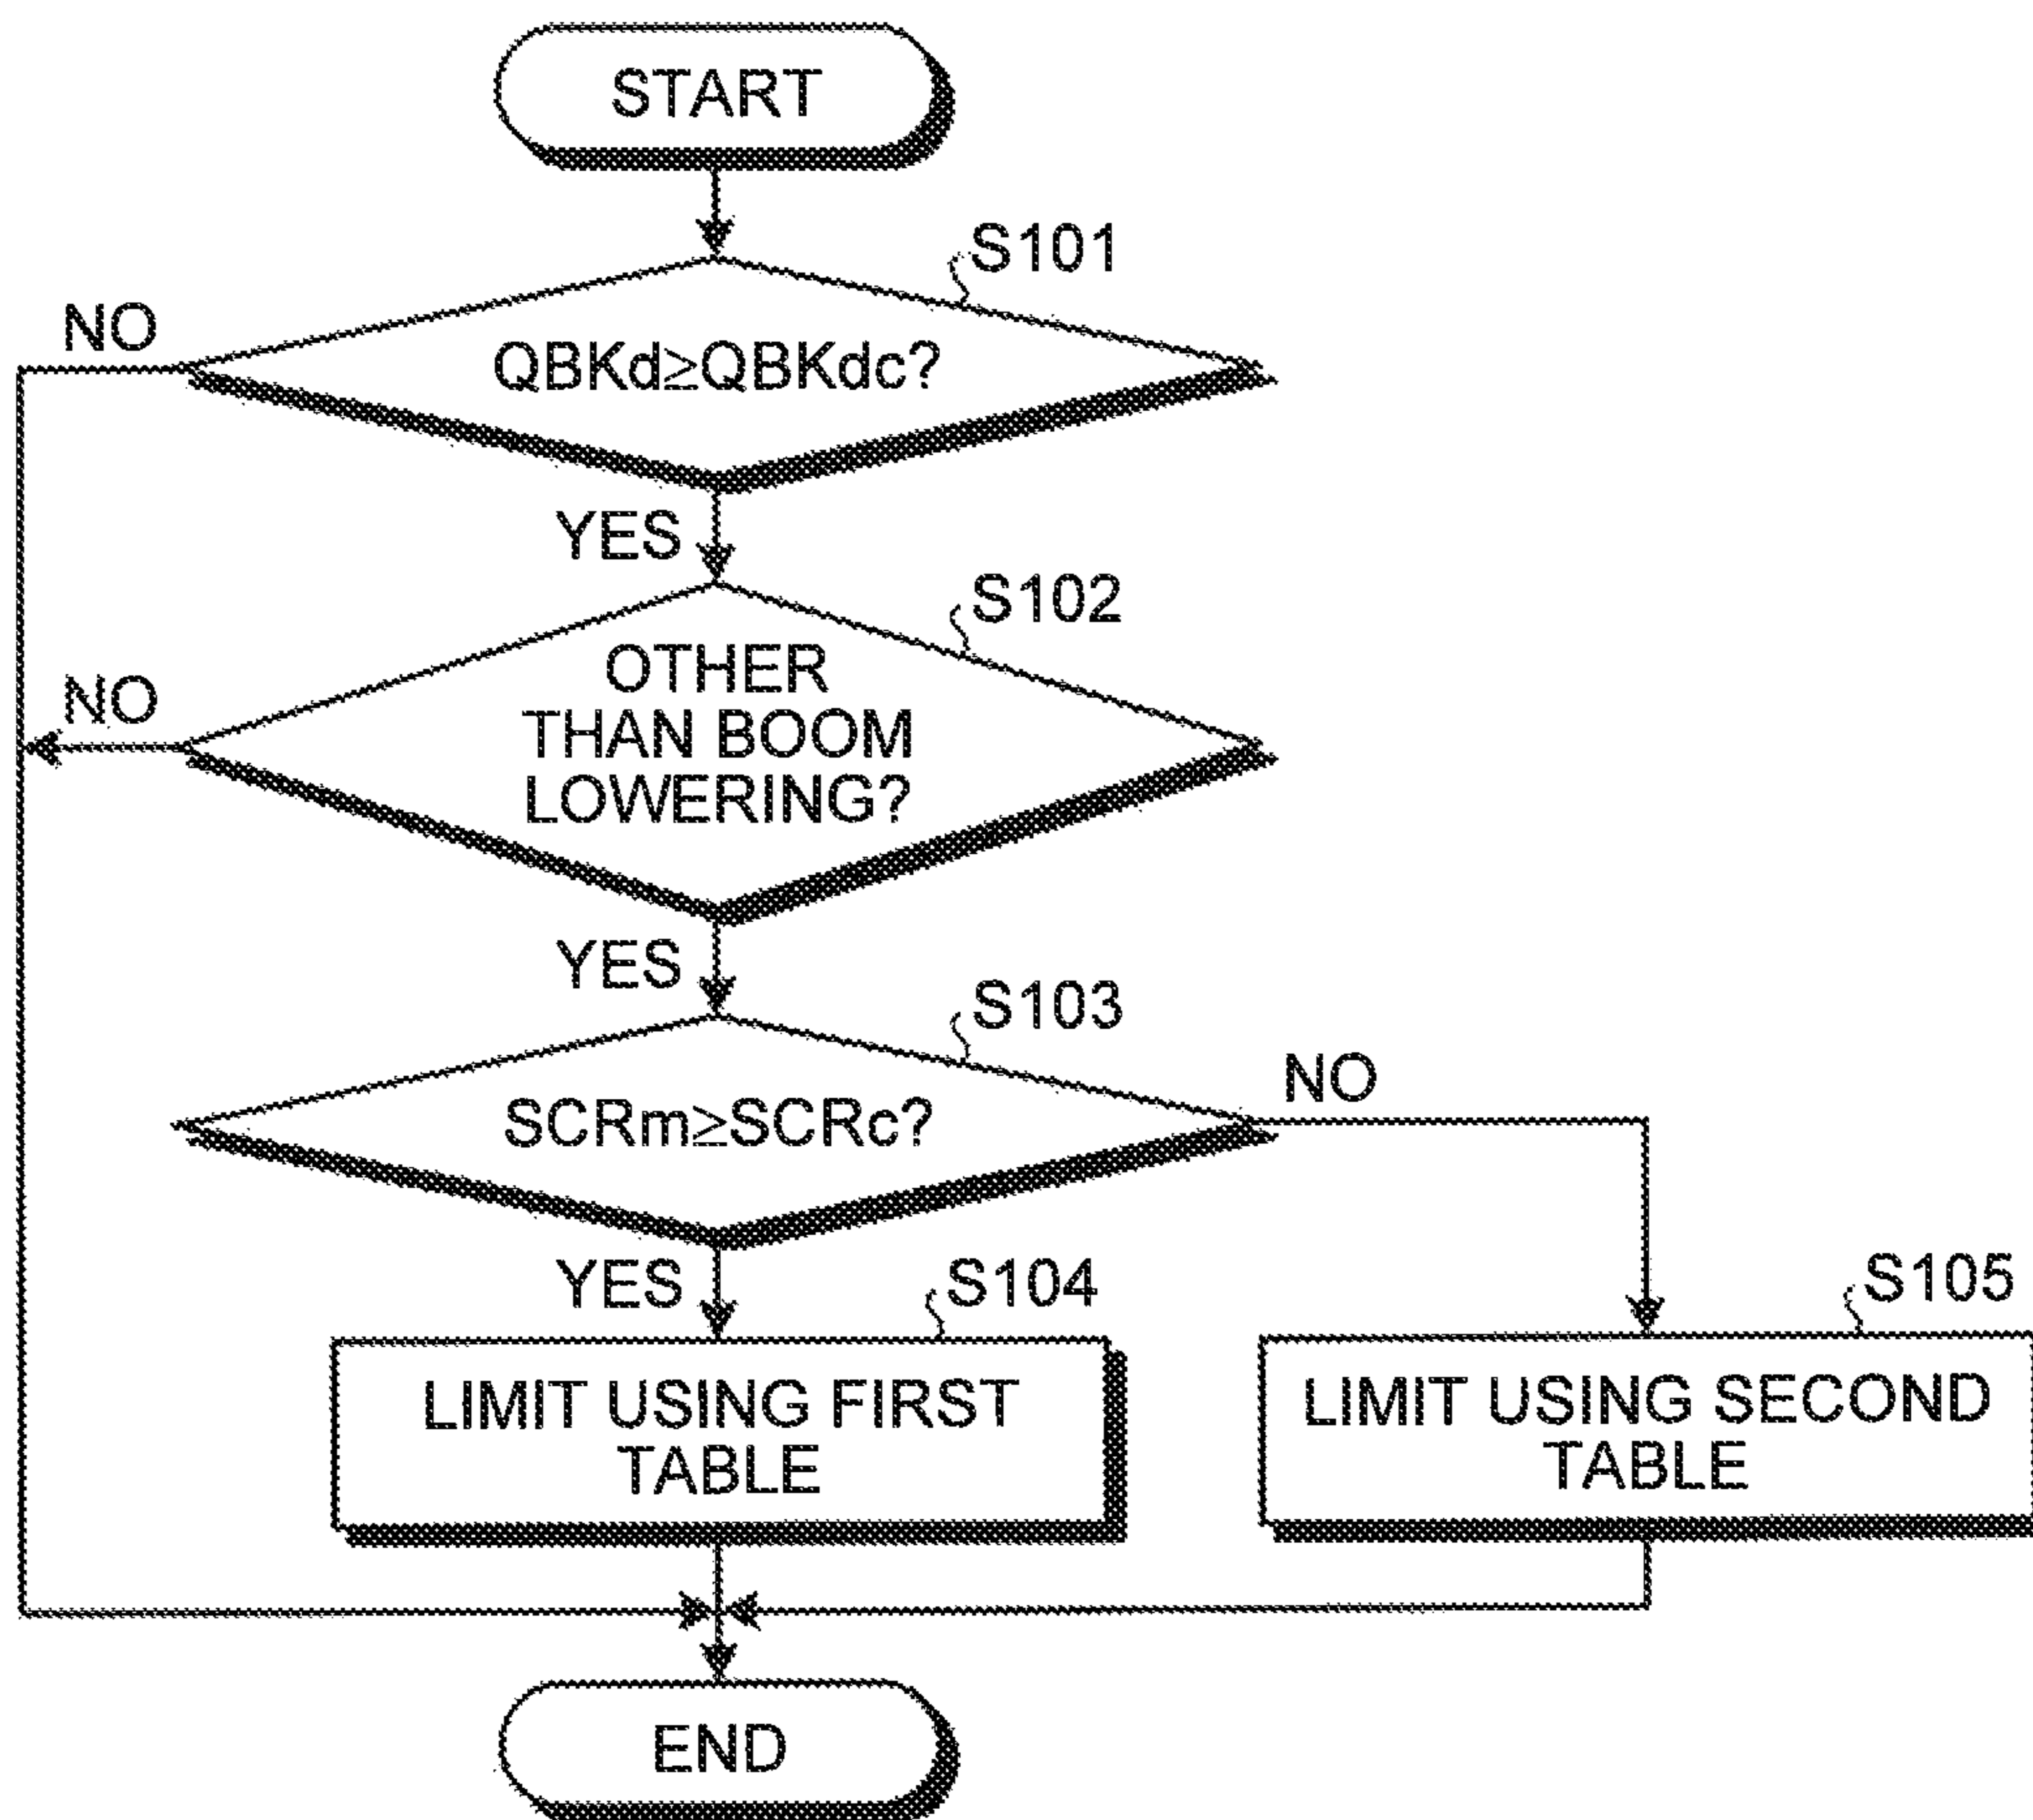 START
S101
NO
QBKd≥QBKdc?
YES
S102
NO
OTHER
THAN BOOM
LOWERING?
YES
S103
NO
SCRm≥SCRc?
YES
S104
S105
LIMIT USING FIRST
TABLE
LIMIT USING SECOND
TABLE
END